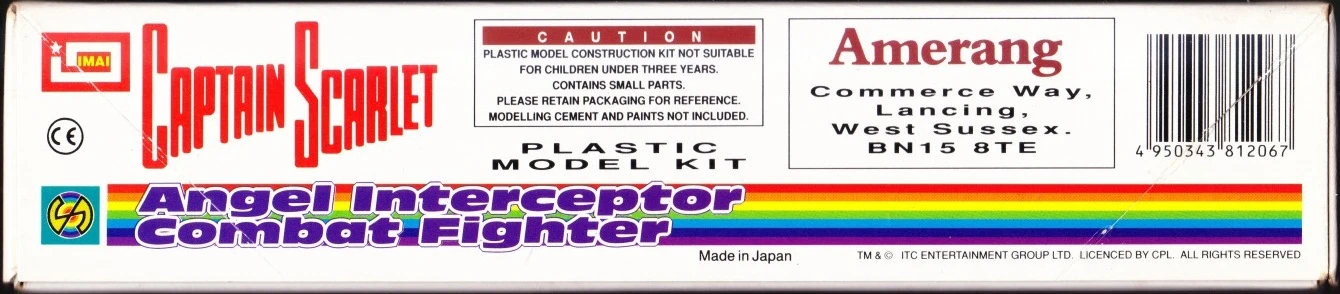 IMAI
CAPTAIN SCARLET
CE
CAUTION
PLASTIC MODEL CONSTRUCTION KIT NOT SUITABLE
FOR CHILDREN UNDER THREE YEARS.
CONTAINS SMALL PARTS.
PLEASE RETAIN PACKAGING FOR REFERENCE.
MODELLING CEMENT AND PAINTS NOT INCLUDED.
PLASTIC
MODEL KIT
Amerang
Commerce Way,
Lancing,
West Sussex.
BN15 8TE
4 950343 812067
Angel Interceptor
Combat Fighter
Made in Japan
TM & © ITC ENTERTAINMENT GROUP LTD. LICENCED BY CPL. ALL RIGHTS RESERVED